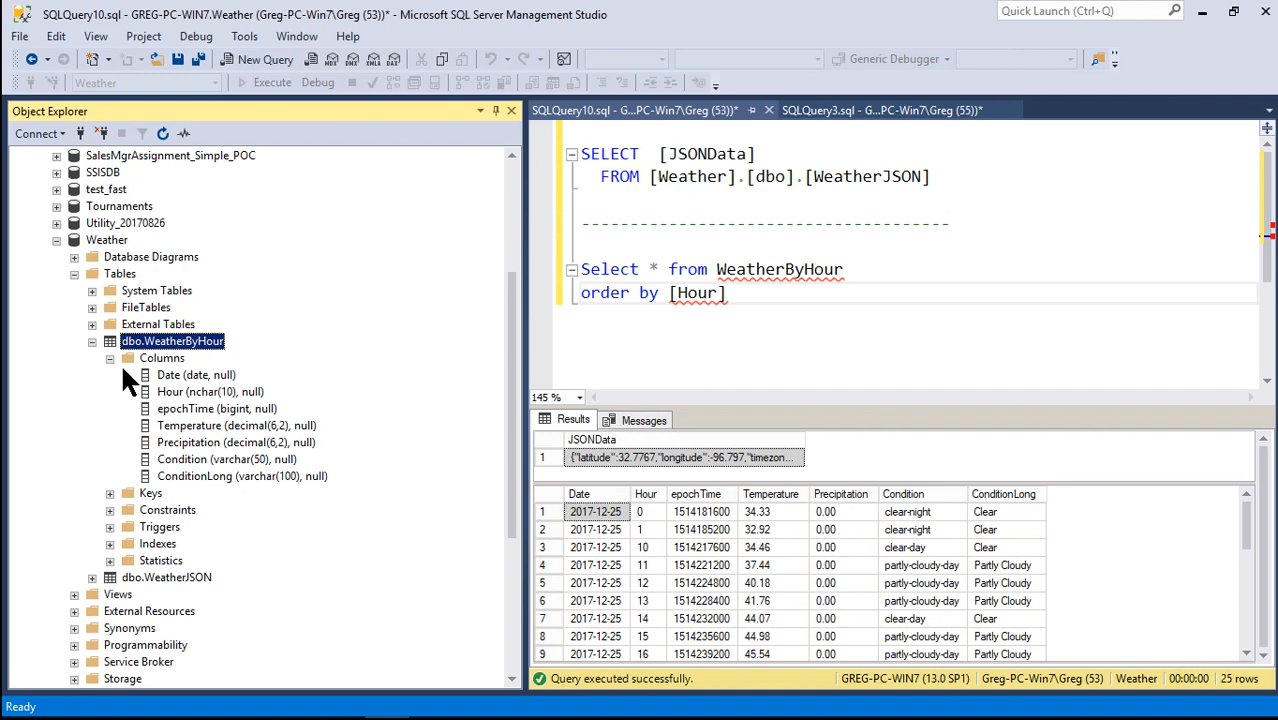 SQLQuery10.sql - GREG-PC-WIN7.Weather (Greg-PC-Win7\Greg (53))* - Microsoft SQL Server Management Studio
Quick Launch (Ctrl+Q)
File Edit View Project Debug Tools Window Help
New Query
Generic Debugger
Weather
Execute Debug
Object Explorer
Connect
SalesMgrAssignment_Simple_POC
SSISDB
test_fast
Tournaments
Utility_20170826
Weather
Database Diagrams
Tables
System Tables
FileTables
External Tables
dbo.WeatherByHour
Columns
Date (date, null)
Hour (nchar(10), null)
epochTime (bigint, null)
Temperature (decimal(6,2), null)
Precipitation (decimal(6,2), null)
Condition (varchar(50), null)
ConditionLong (varchar(100), null)
Keys
Constraints
Triggers
Indexes
Statistics
dbo.WeatherJSON
Views
External Resources
Synonyms
Programmability
Service Broker
Storage
SQLQuery10.sql - G...PC-Win7\Greg (53))* SQLQuery3.sql - G...PC-Win7\Greg (55))*
SELECT [JSONData]
FROM [Weather].[dbo].[WeatherJSON]
---------------------------------------
Select * from WeatherByHour
order by [Hour]
145 %
Results Messages
JSONData
1 {"latitude":32.7767,"longitude":-96.797,"timezon...
Date Hour epochTime Temperature Precipitation Condition ConditionLong
1 2017-12-25 0 1514181600 34.33 0.00 clear-night Clear
2 2017-12-25 1 1514185200 32.92 0.00 clear-night Clear
3 2017-12-25 10 1514217600 34.46 0.00 clear-day Clear
4 2017-12-25 11 1514221200 37.44 0.00 partly-cloudy-day Partly Cloudy
5 2017-12-25 12 1514224800 40.18 0.00 partly-cloudy-day Partly Cloudy
6 2017-12-25 13 1514228400 41.76 0.00 partly-cloudy-day Partly Cloudy
7 2017-12-25 14 1514232000 44.07 0.00 clear-day Clear
8 2017-12-25 15 1514235600 44.98 0.00 partly-cloudy-day Partly Cloudy
9 2017-12-25 16 1514239200 45.54 0.00 partly-cloudy-day Partly Cloudy
Query executed successfully. GREG-PC-WIN7 (13.0 SP1) Greg-PC-Win7\Greg (53) Weather 00:00:00 25 rows
Ready